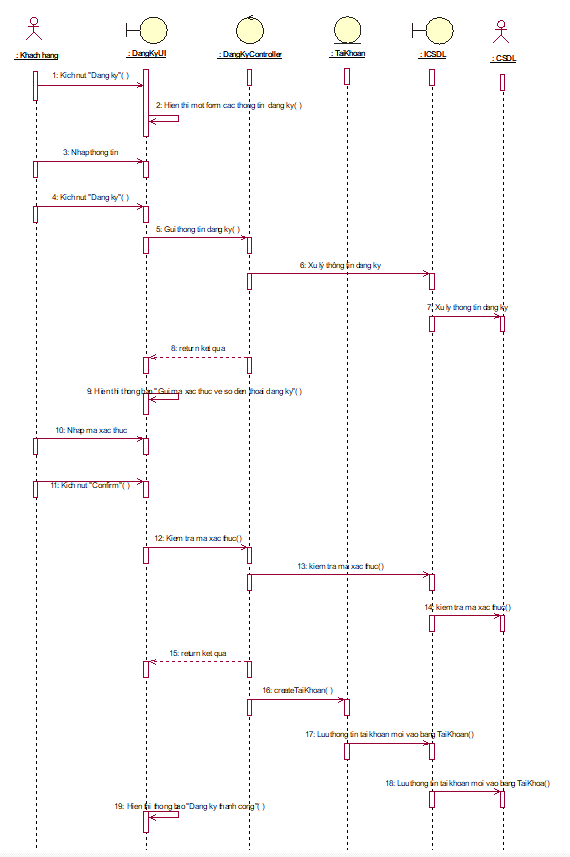 : Khach hang
: DangKyUI
: DangKyController
: TaiKhoan
: ICSDL
: CSDL
1: Kich nut "Dang ky"( )
2: Hien thi mot form cac thong tin dang ky( )
3: Nhap thong tin
4: Kich nut "Dang ky"( )
5: Gui thong tin dang ky( )
6: Xu lý thông tin dang ky
7: Xu ly thong tin dang ky
8: return ket qua
9: Hien thi thong bao "Gui ma xac thuc ve so dien thoai dang ky"( )
10: Nhap ma xac thuc
11: Kich nut "Confirm"( )
12: Kiem tra ma xac thuc()
13: kiem tra ma xac thuc()
14: kiem tra ma xac thuc()
15: return ket qua
16: createTaiKhoan( )
17: Luu thong tin tai khoan moi vao bang TaiKhoan()
18: Luu thong tin tai khoan moi vao bang TaiKhoa()
19: Hien thi thong bao "Dang ky thanh cong"( )